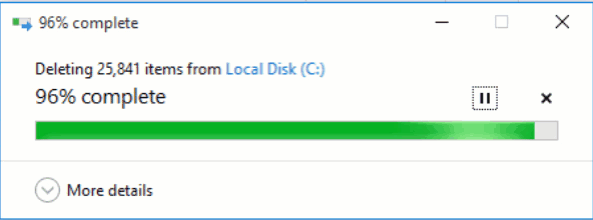 96% complete
Deleting 25,841 items from Local Disk (C:)
96% complete
More details